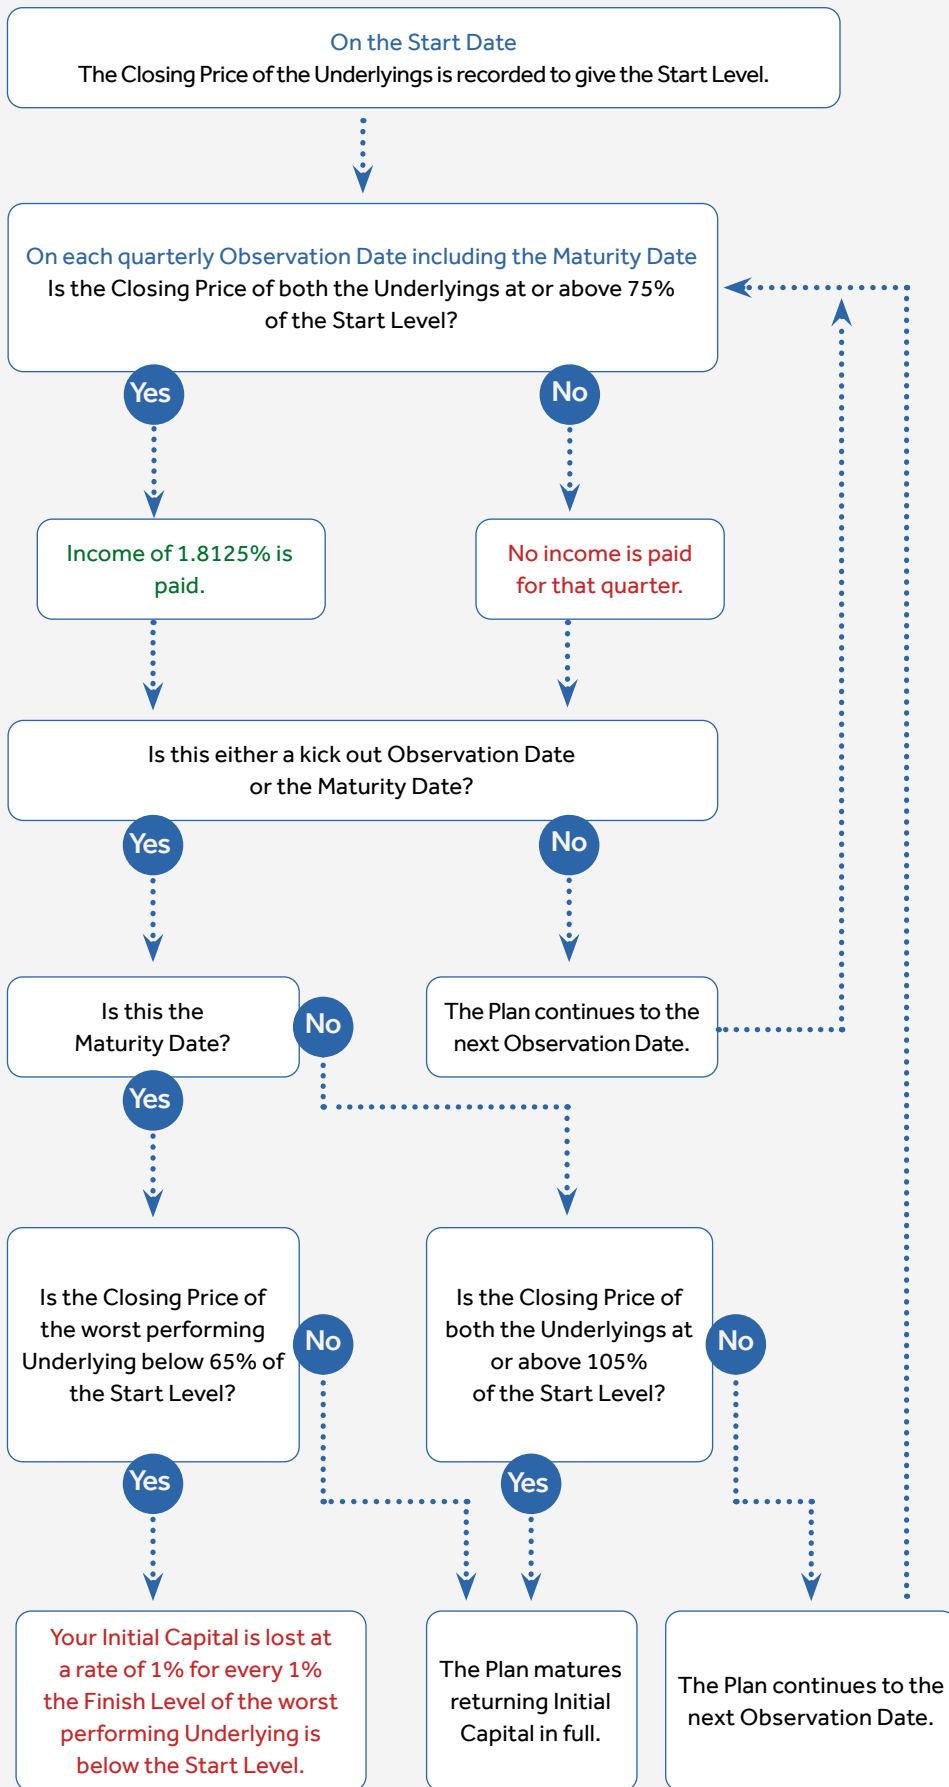 On the Start Date
The Closing Price of the Underlyings is recorded to give the Start Level.
On each quarterly Observation Date including the Maturity Date
Is the Closing Price of both the Underlyings at or above 75%
of the Start Level?
Yes
No
Income of 1.8125% is
paid.
No income is paid
for that quarter.
Is this either a kick out Observation Date
or the Maturity Date?
Yes
No
Is this the
Maturity Date?
No
The Plan continues to the
next Observation Date.
Yes
Is the Closing Price of
the worst performing
Underlying below 65% of
the Start Level?
No
Is the Closing Price of
both the Underlyings at
or above 105%
of the Start Level?
No
Yes
Yes
Your Initial Capital is lost at
a rate of 1% for every 1%
the Finish Level of the worst
performing Underlying is
below the Start Level.
The Plan matures
returning Initial
Capital in full.
The Plan continues to the
next Observation Date.